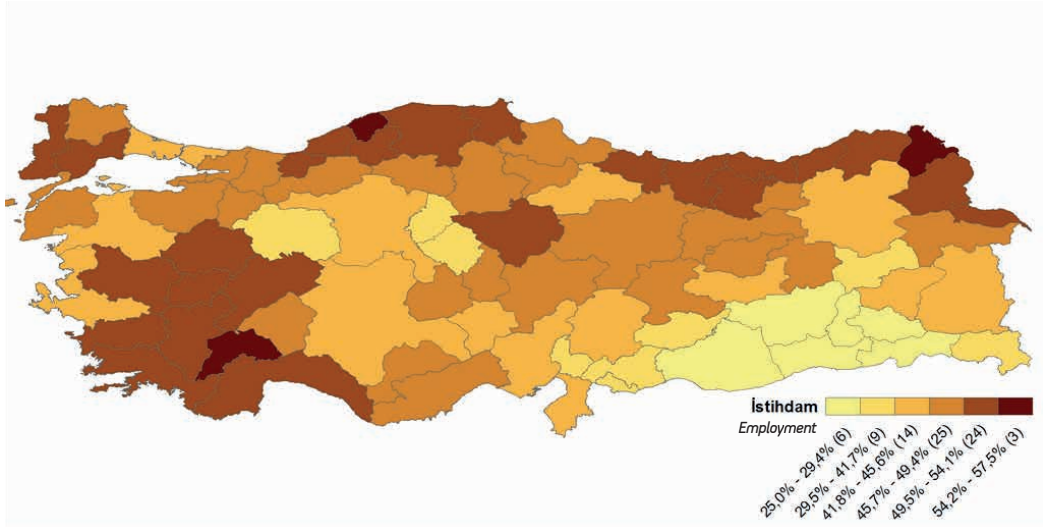 İstihdam
Employment
25,0% - 29,4% (6)
29,5% - 41,7% (9)
41,8% - 45,6% (14)
45,7% - 49,4% (25)
49,5% - 54,1% (24)
54,2% - 57,5% (3)